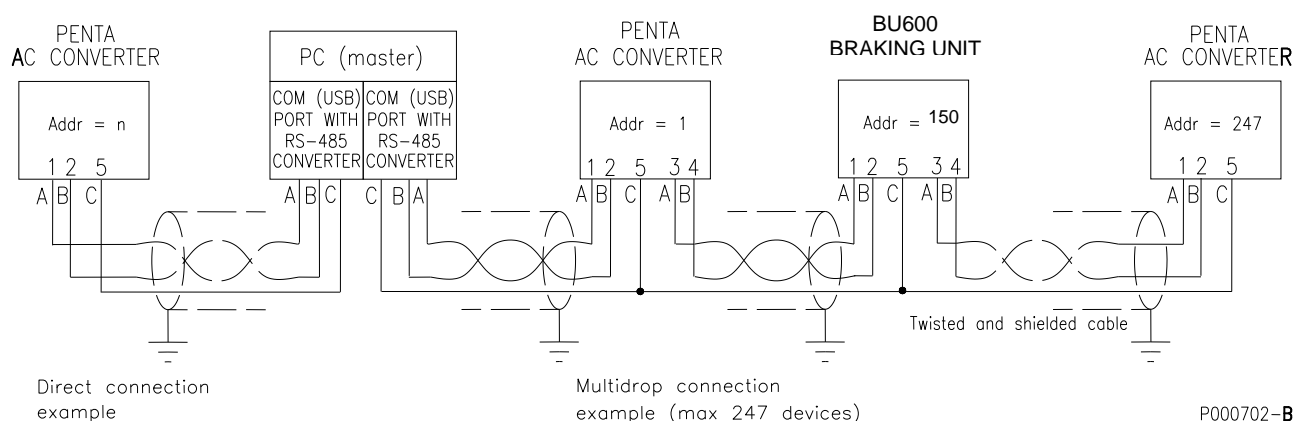 PENTA
AC CONVERTER
Addr = n
1 2 5
A B C
PC (master)
COM (USB)
PORT WITH
RS-485
CONVERTER
COM (USB)
PORT WITH
RS-485
CONVERTER
A B C
C B A
PENTA
AC CONVERTER
Addr = 1
1 2 5 3 4
A B C A B
BU600
BRAKING UNIT
Addr = 150
1 2 5 3 4
A B C A B
PENTA
AC CONVERTER
Addr = 247
1 2 5
A B C
Twisted and shielded cable
Direct connection
example
Multidrop connection
example (max 247 devices)
P000702-B